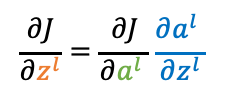 ∂J/∂z^l = ∂J/∂a^l ∂a^l/∂z^l